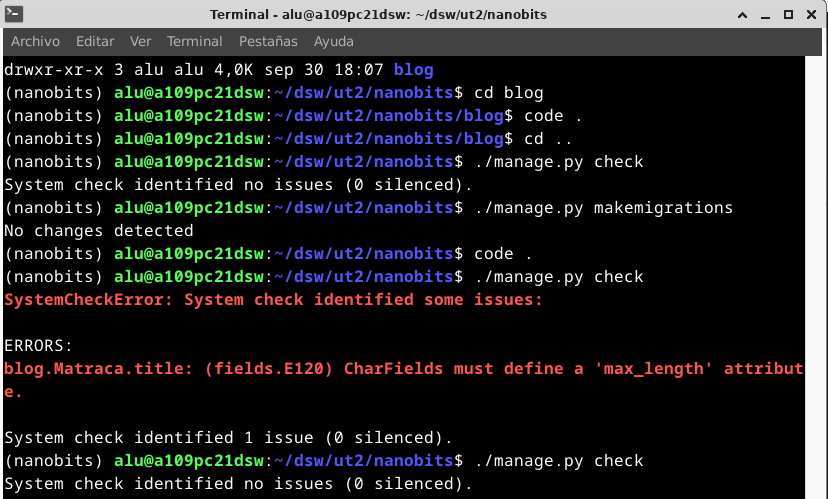 Terminal - alu@a109pc21dsw: ~/dsw/ut2/nanobits
Archivo Editar Ver Terminal Pestañas Ayuda
drwxr-xr-x 3 alu alu 4,0K sep 30 18:07 blog
(nanobits) alu@a109pc21dsw:~/dsw/ut2/nanobits$ cd blog
(nanobits) alu@a109pc21dsw:~/dsw/ut2/nanobits/blog$ code .
(nanobits) alu@a109pc21dsw:~/dsw/ut2/nanobits/blog$ cd ..
(nanobits) alu@a109pc21dsw:~/dsw/ut2/nanobits$ ./manage.py check
System check identified no issues (0 silenced).
(nanobits) alu@a109pc21dsw:~/dsw/ut2/nanobits$ ./manage.py makemigrations
No changes detected
(nanobits) alu@a109pc21dsw:~/dsw/ut2/nanobits$ code .
(nanobits) alu@a109pc21dsw:~/dsw/ut2/nanobits$ ./manage.py check
SystemCheckError: System check identified some issues:
ERRORS:
blog.Matraca.title: (fields.E120) CharFields must define a 'max_length' attribut
e.
System check identified 1 issue (0 silenced).
(nanobits) alu@a109pc21dsw:~/dsw/ut2/nanobits$ ./manage.py check
System check identified no issues (0 silenced).